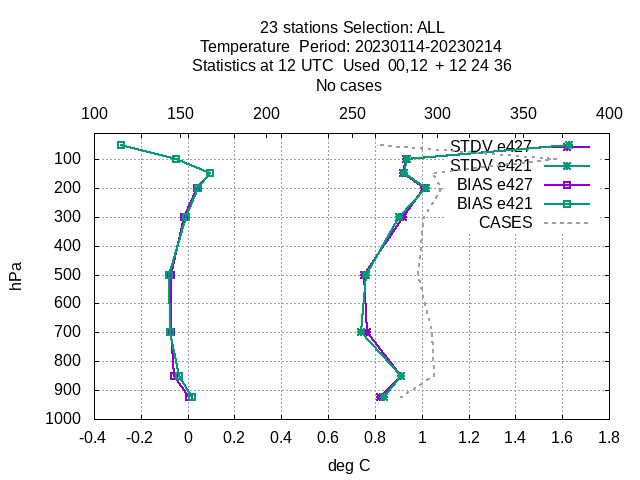 23 stations Selection: ALL
Temperature  Period: 20230114-20230214
Statistics at 12 UTC  Used  00,12  + 12 24 36
No cases
100 150 200 250 300 350 400
STDV e427
100
STDV e421
200
BIAS e427
BIAS e421
300
CASES
400
hPa
500
600
700
800
900
1000
-0.4 -0.2 0 0.2 0.4 0.6 0.8 1 1.2 1.4 1.6 1.8
deg C